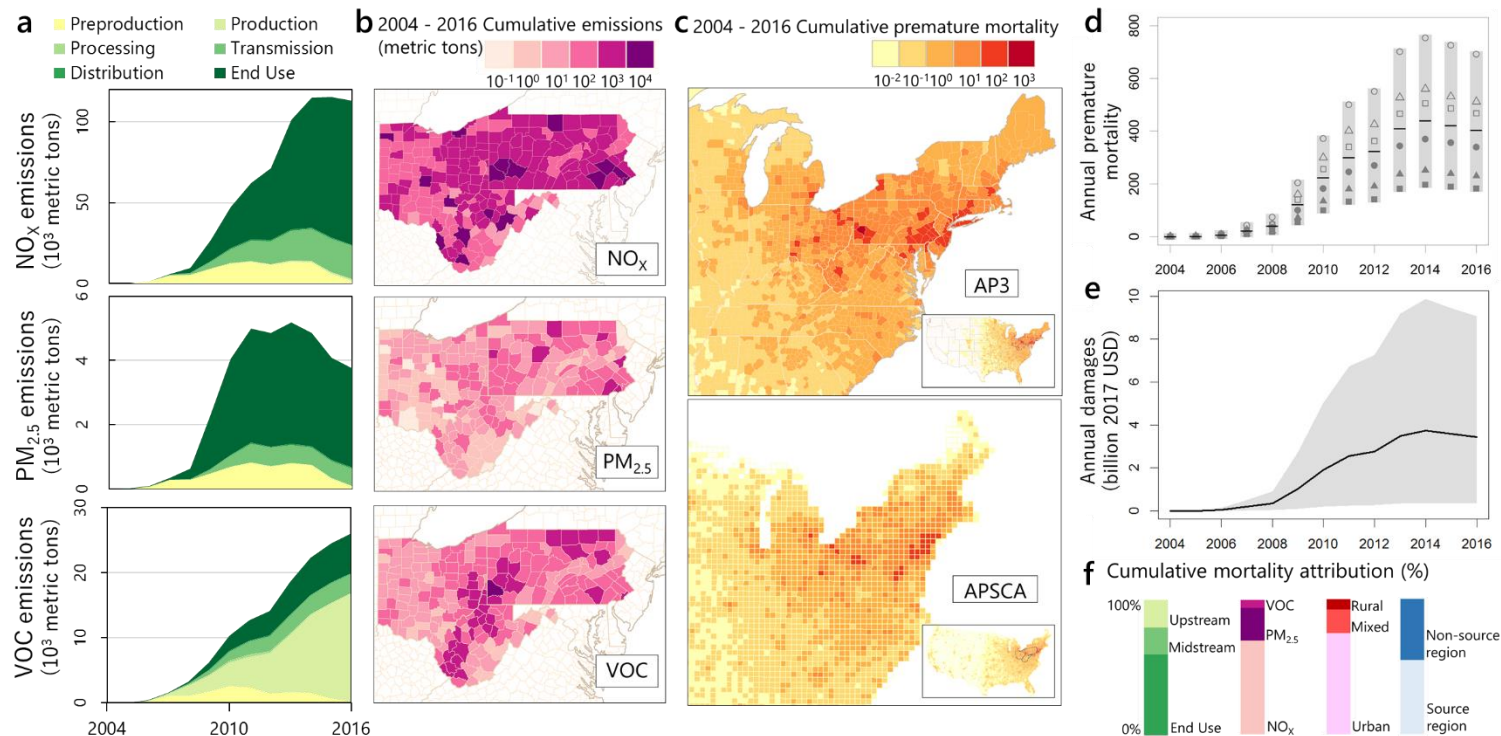 a
Preproduction
Production
Processing
Transmission
Distribution
End Use
NOX emissions
(10³ metric tons)
100
50
0
PM2.5 emissions
(10³ metric tons)
6
4
2
0
VOC emissions
(10³ metric tons)
30
20
10
0
2004
2010
2016
b
2004 - 2016 Cumulative emissions
(metric tons)
10⁻¹ 10⁰ 10¹ 10² 10³ 10⁴
NOX
PM2.5
VOC
c
2004 - 2016 Cumulative premature mortality
10⁻² 10⁻¹ 10⁰ 10¹ 10² 10³
AP3
APSCA
d
Annual premature
mortality
800
600
400
200
0
2004 2006 2008 2010 2012 2014 2016
e
Annual damages
(billion 2017 USD)
10
8
6
4
2
0
2004 2006 2008 2010 2012 2014 2016
f
Cumulative mortality attribution (%)
100%
0%
Upstream
Midstream
End Use
VOC
PM2.5
NOX
Rural
Mixed
Urban
Non-source
region
Source
region